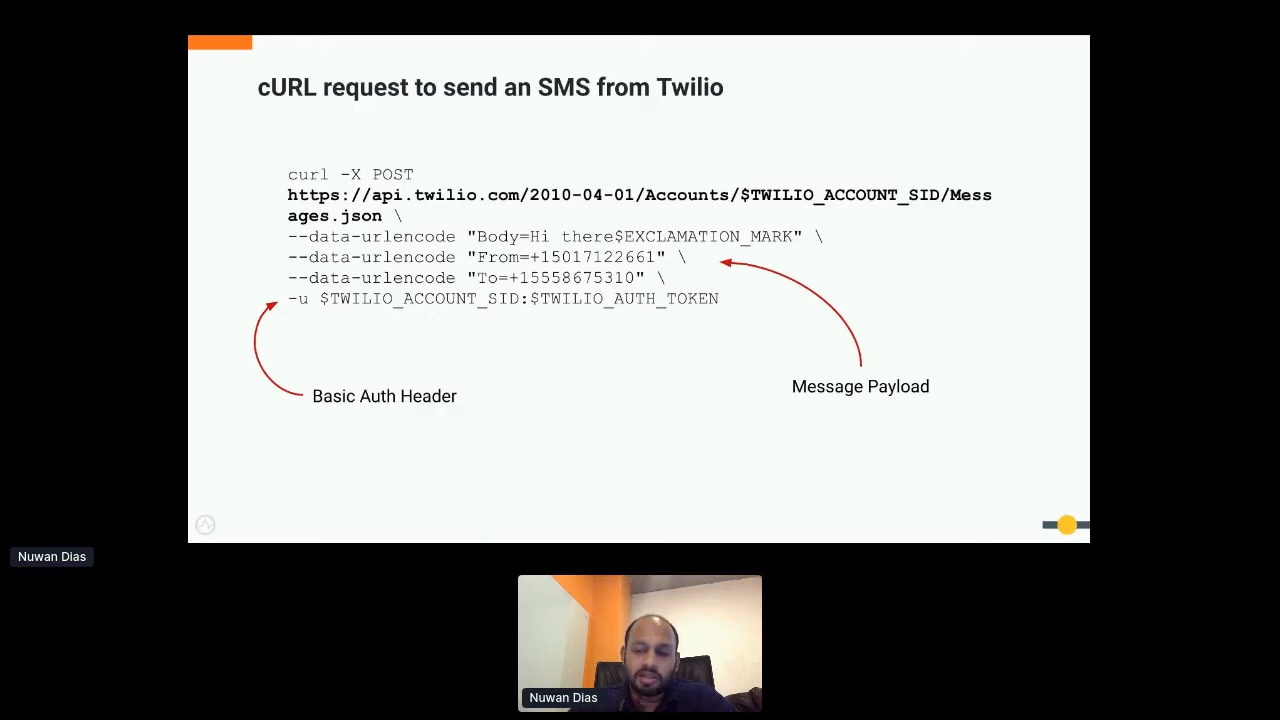 cURL request to send an SMS from Twilio
curl -X POST
https://api.twilio.com/2010-04-01/Accounts/$TWILIO_ACCOUNT_SID/Mess
ages.json \
--data-urlencode "Body=Hi there$EXCLAMATION_MARK" \
--data-urlencode "From=+15017122661" \
--data-urlencode "To=+15558675310" \
-u $TWILIO_ACCOUNT_SID:$TWILIO_AUTH_TOKEN
Message Payload
Basic Auth Header
Nuwan Dias
Nuwan Dias